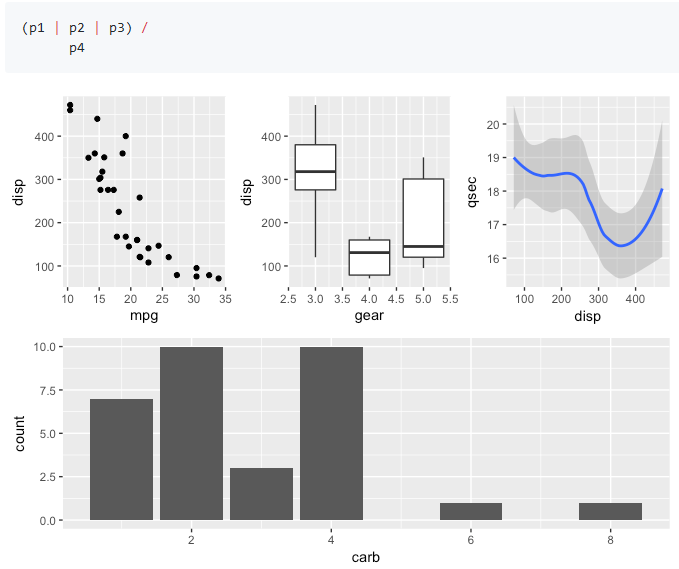 (p1 | p2 | p3) /
p4
400
300
200
100
disp
10 15 20 25 30 35
mpg
400
300
200
100
disp
2.5 3.0 3.5 4.0 4.5 5.0 5.5
gear
20
19
18
17
16
qsec
100 200 300 400
disp
10.0
7.5
5.0
2.5
0.0
count
2 4 6 8
carb